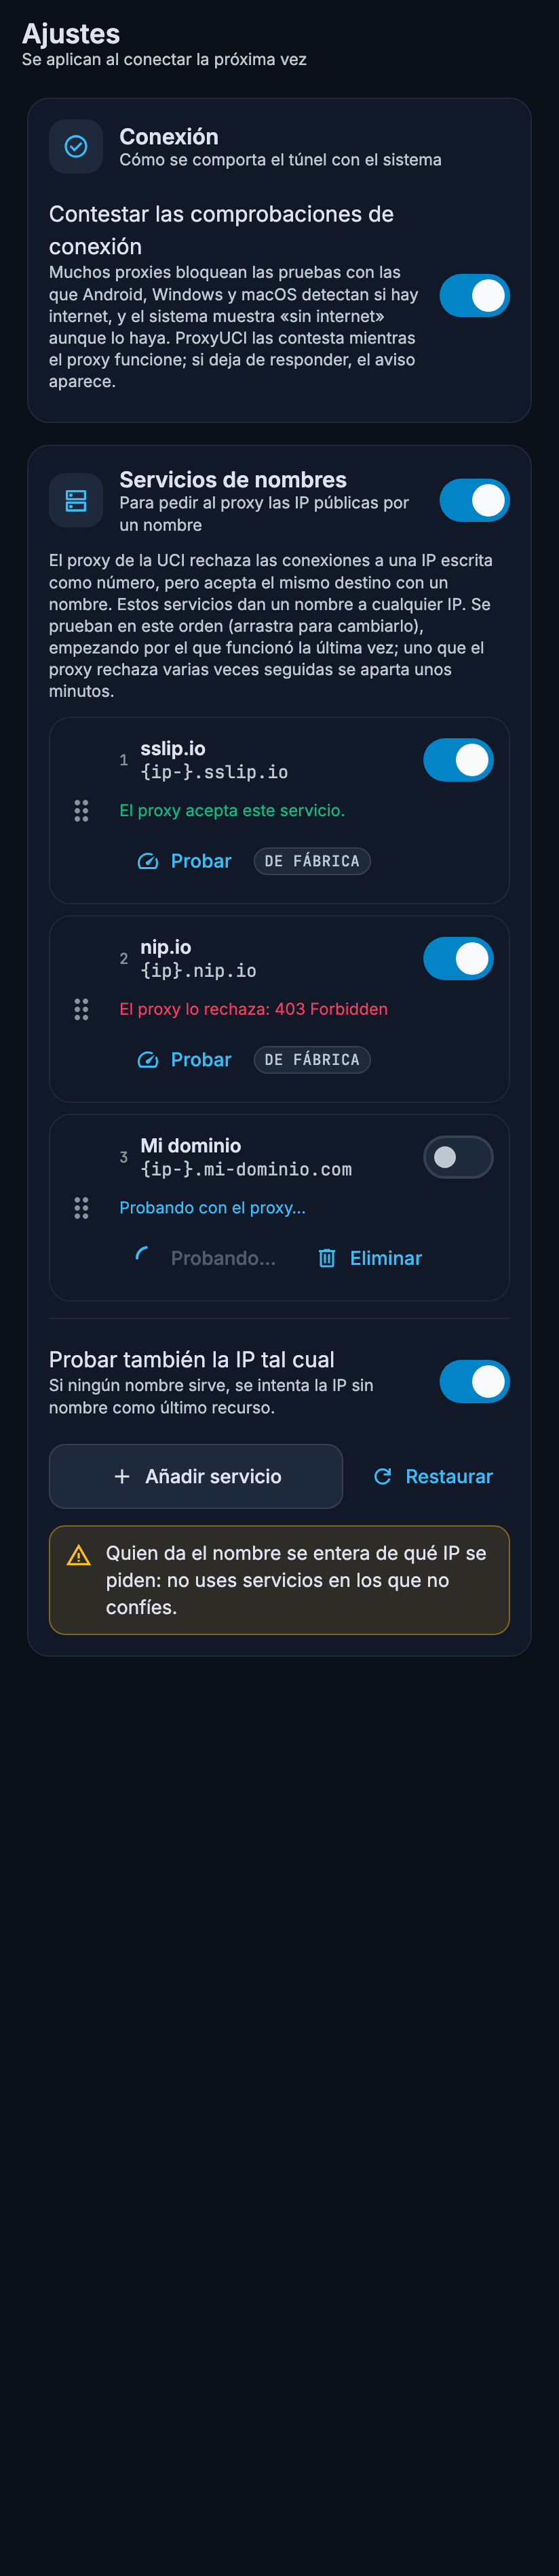 Ajustes
Se aplican al conectar la próxima vez
Conexión
Cómo se comporta el túnel con el sistema
Contestar las comprobaciones de
conexión
Muchos proxies bloquean las pruebas con las
que Android, Windows y macOS detectan si hay
internet, y el sistema muestra «sin internet»
aunque lo haya. ProxyUCI las contesta mientras
el proxy funcione; si deja de responder, el aviso
aparece.
Servicios de nombres
Para pedir al proxy las IP públicas por
un nombre
El proxy de la UCI rechaza las conexiones a una IP escrita
como número, pero acepta el mismo destino con un
nombre. Estos servicios dan un nombre a cualquier IP. Se
prueban en este orden (arrastra para cambiarlo),
empezando por el que funcionó la última vez; uno que el
proxy rechaza varias veces seguidas se aparta unos
minutos.
1 sslip.io
{ip-}.sslip.io
El proxy acepta este servicio.
Probar DE FÁBRICA
2 nip.io
{ip}.nip.io
El proxy lo rechaza: 403 Forbidden
Probar DE FÁBRICA
3 Mi dominio
{ip-}.mi-dominio.com
Probando con el proxy...
Probando... Eliminar
Probar también la IP tal cual
Si ningún nombre sirve, se intenta la IP sin
nombre como último recurso.
Añadir servicio Restaurar
Quien da el nombre se entera de qué IP se
piden: no uses servicios en los que no
confíes.